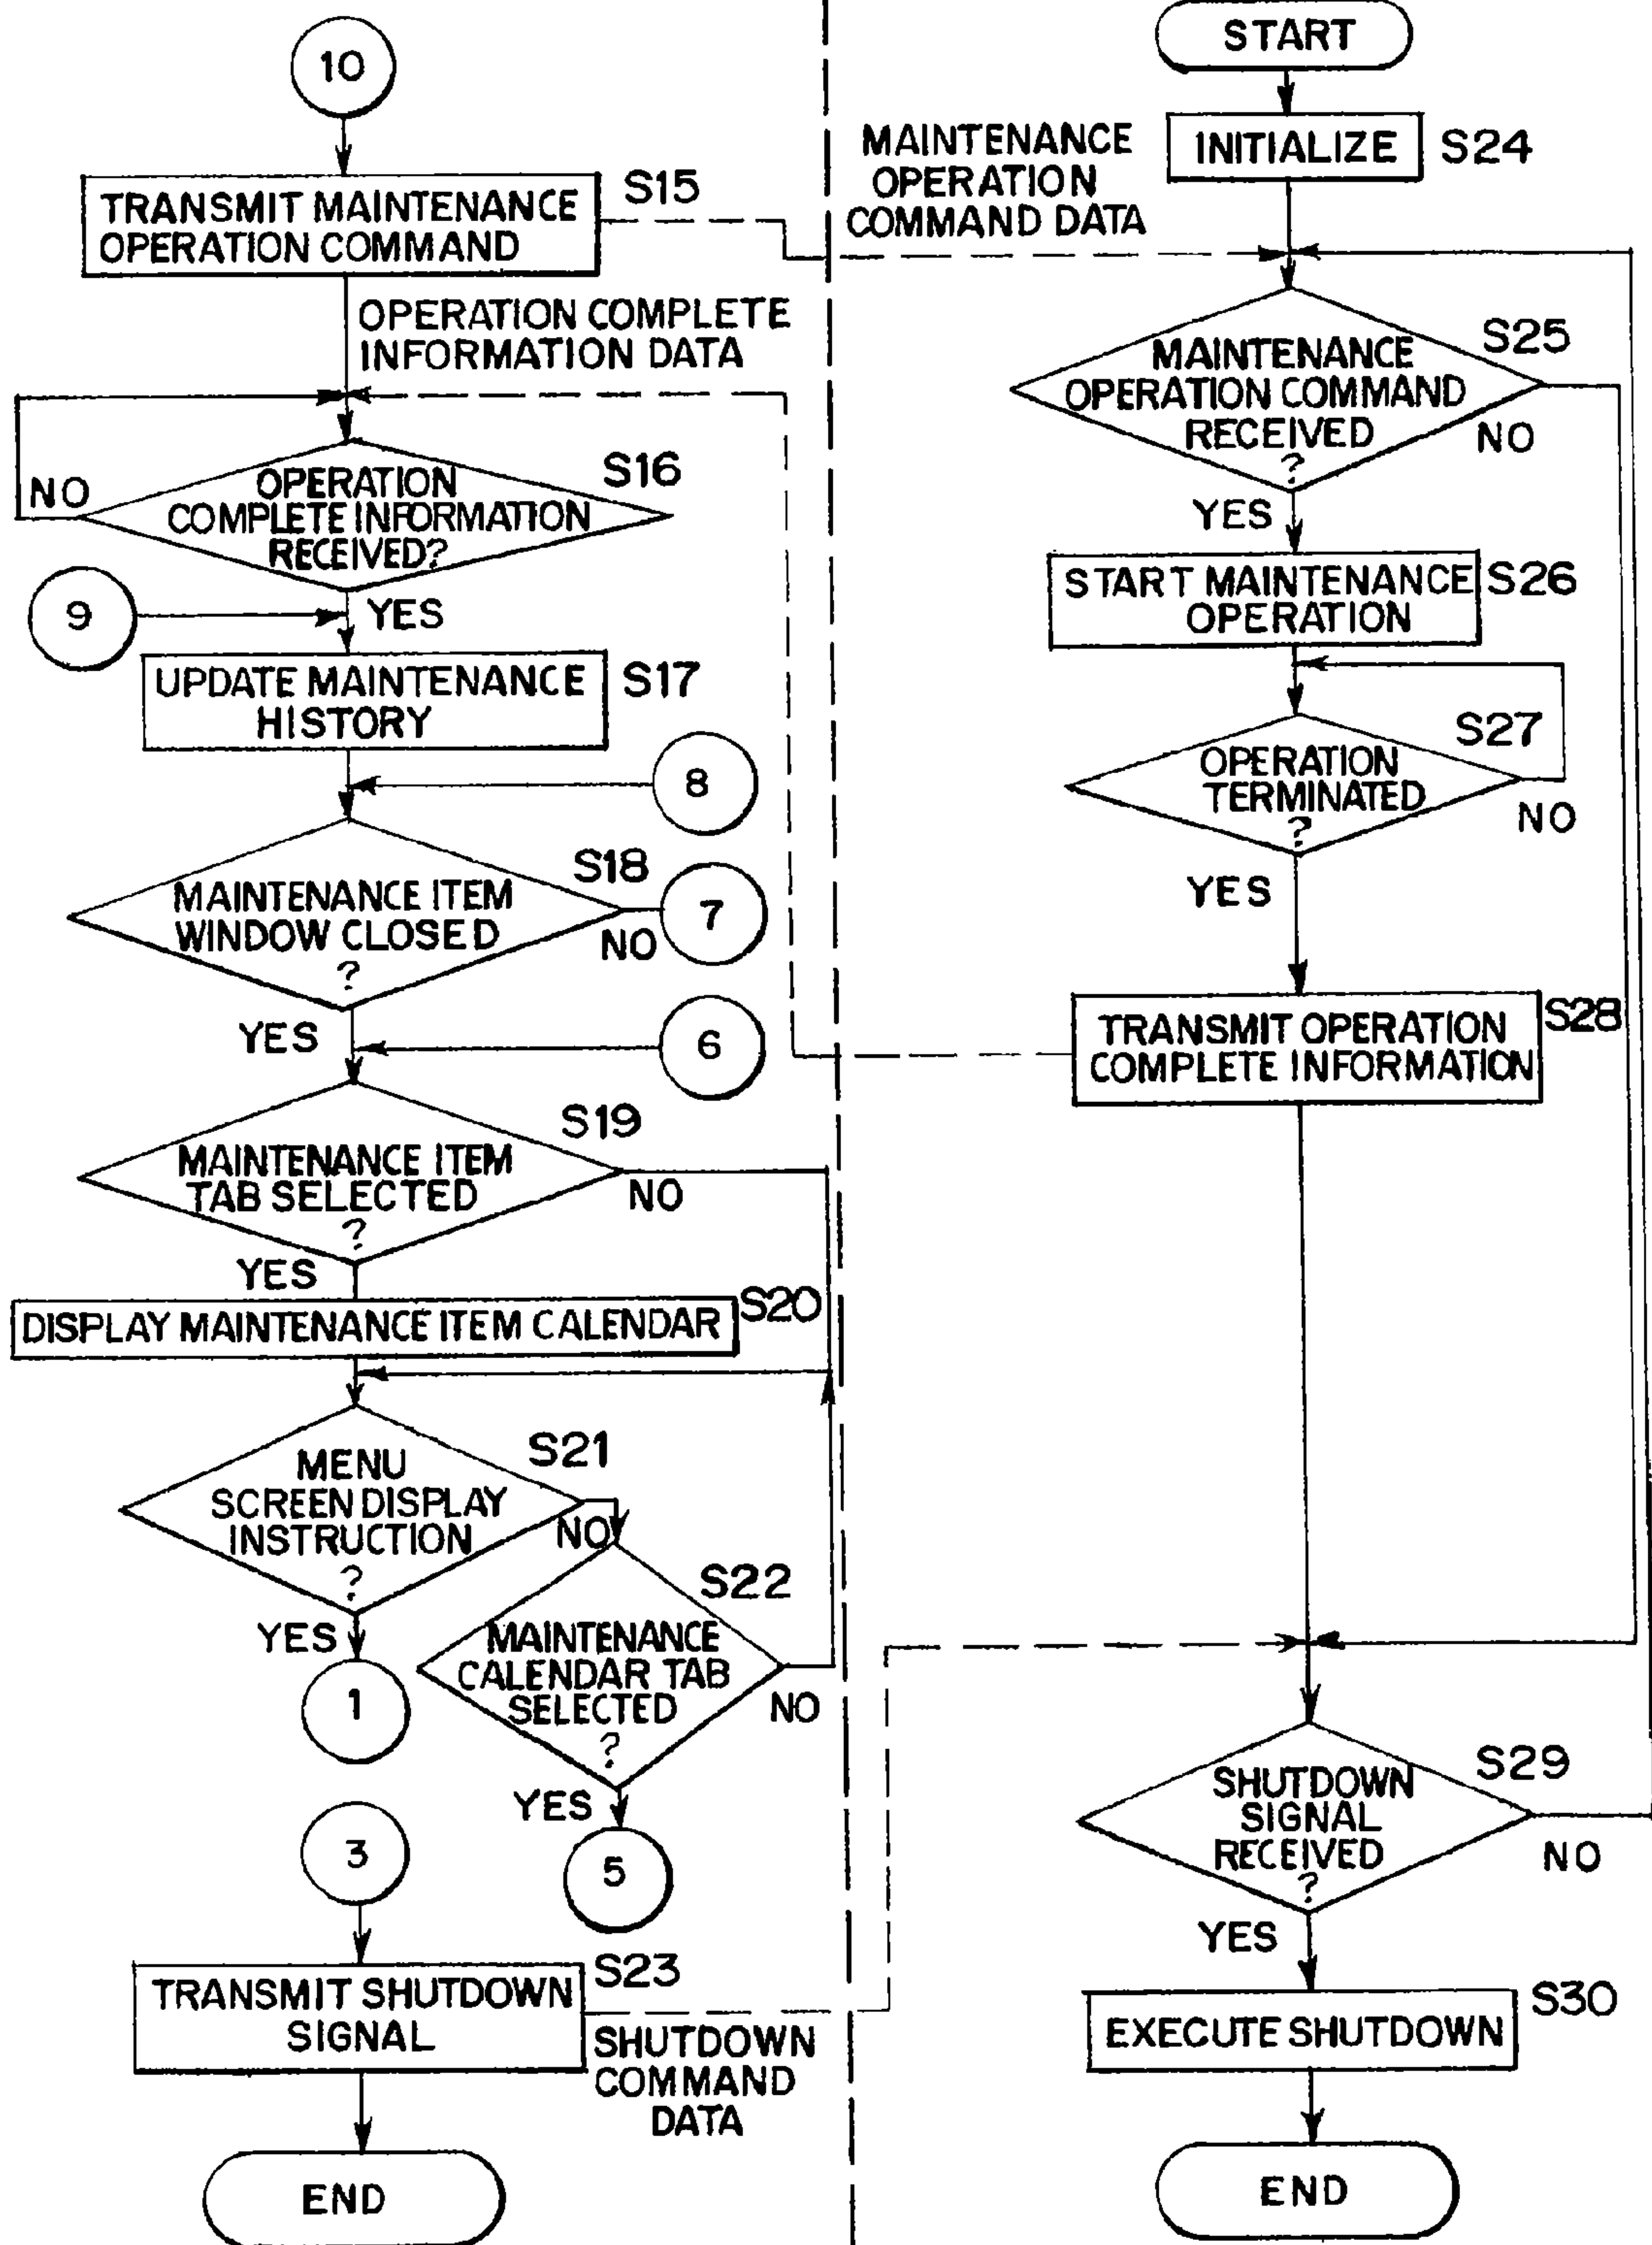 10
TRANSMIT MAINTENANCE
OPERATION COMMAND
S15
OPERATION COMPLETE
INFORMATION DATA
OPERATION
COMPLETE INFORMATION
RECEIVED?
S16
NO
YES
9
UPDATE MAINTENANCE
HISTORY
S17
8
MAINTENANCE ITEM
WINDOW CLOSED
?
S18
NO
7
YES
6
MAINTENANCE ITEM
TAB SELECTED
?
S19
NO
YES
DISPLAY MAINTENANCE ITEM CALENDAR
S20
MENU
SCREEN DISPLAY
INSTRUCTION
?
S21
NO
YES
1
MAINTENANCE
CALENDAR TAB
SELECTED
?
S22
NO
YES
5
3
TRANSMIT SHUTDOWN
SIGNAL
S23
SHUTDOWN
COMMAND
DATA
END
START
INITIALIZE
S24
MAINTENANCE
OPERATION
COMMAND DATA
MAINTENANCE
OPERATION COMMAND
RECEIVED
?
S25
NO
YES
START MAINTENANCE
OPERATION
S26
OPERATION
TERMINATED
?
S27
NO
YES
TRANSMIT OPERATION
COMPLETE INFORMATION
S28
SHUTDOWN
SIGNAL
RECEIVED
?
S29
NO
YES
EXECUTE SHUTDOWN
S30
END